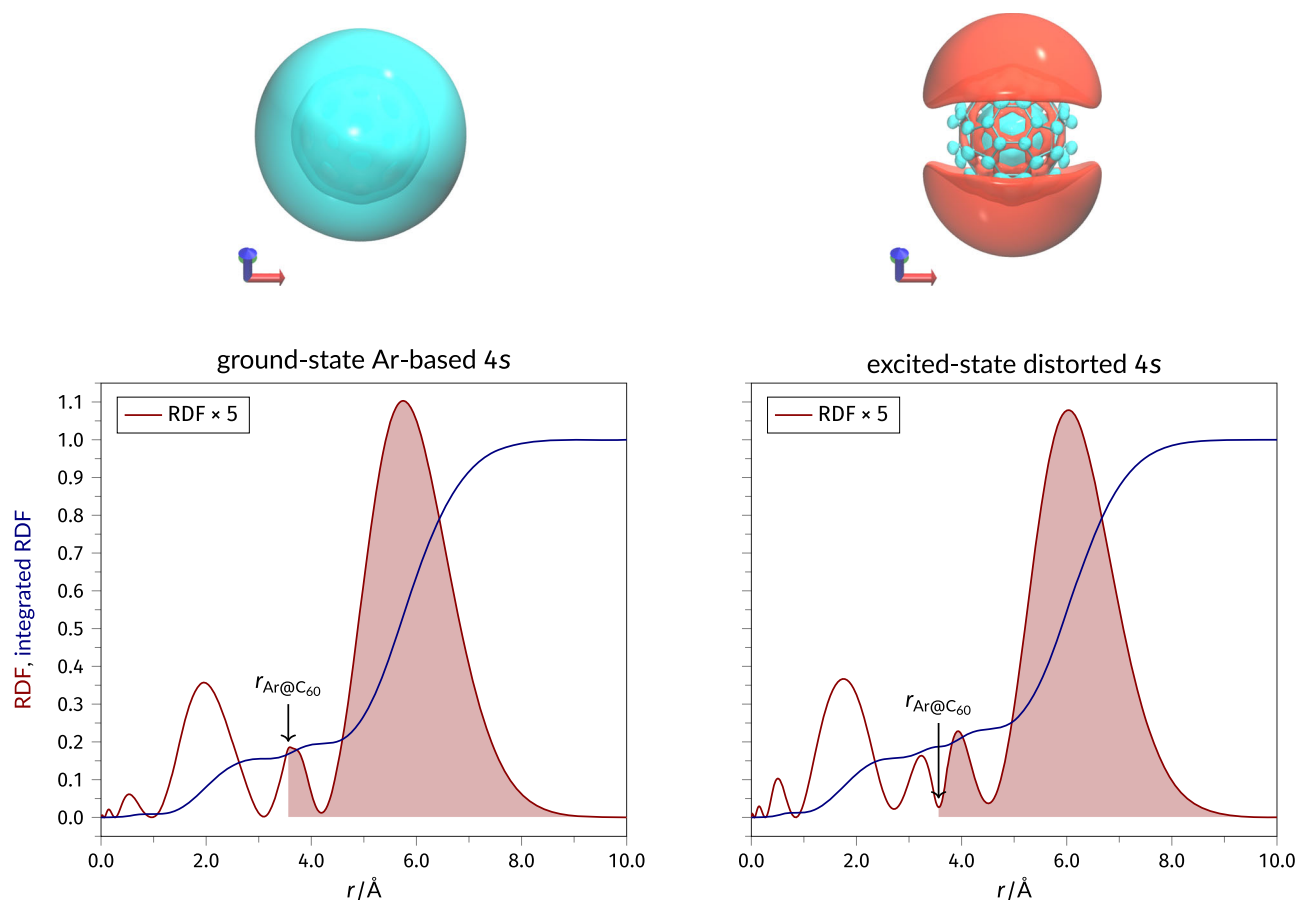 ground-state Ar-based 4s
excited-state distorted 4s
RDF, integrated RDF
1.1
1.0
0.9
0.8
0.7
0.6
0.5
0.4
0.3
0.2
0.1
0.0
RDF × 5
r_Ar@C₆₀
0.0 2.0 4.0 6.0 8.0 10.0
r/Å
RDF × 5
r_Ar@C₆₀
0.0 2.0 4.0 6.0 8.0 10.0
r/Å